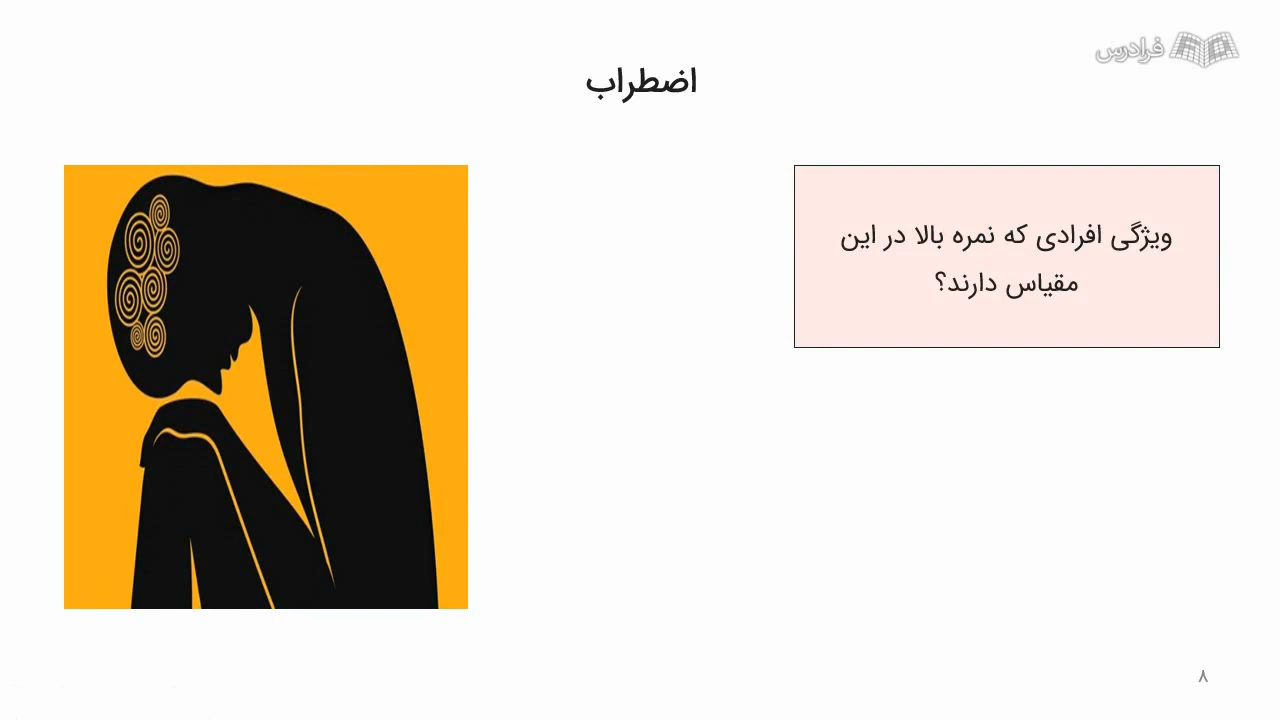 فرادرس
اضطراب
ویژگی افرادی که نمره بالا در این
مقیاس دارند؟
۸